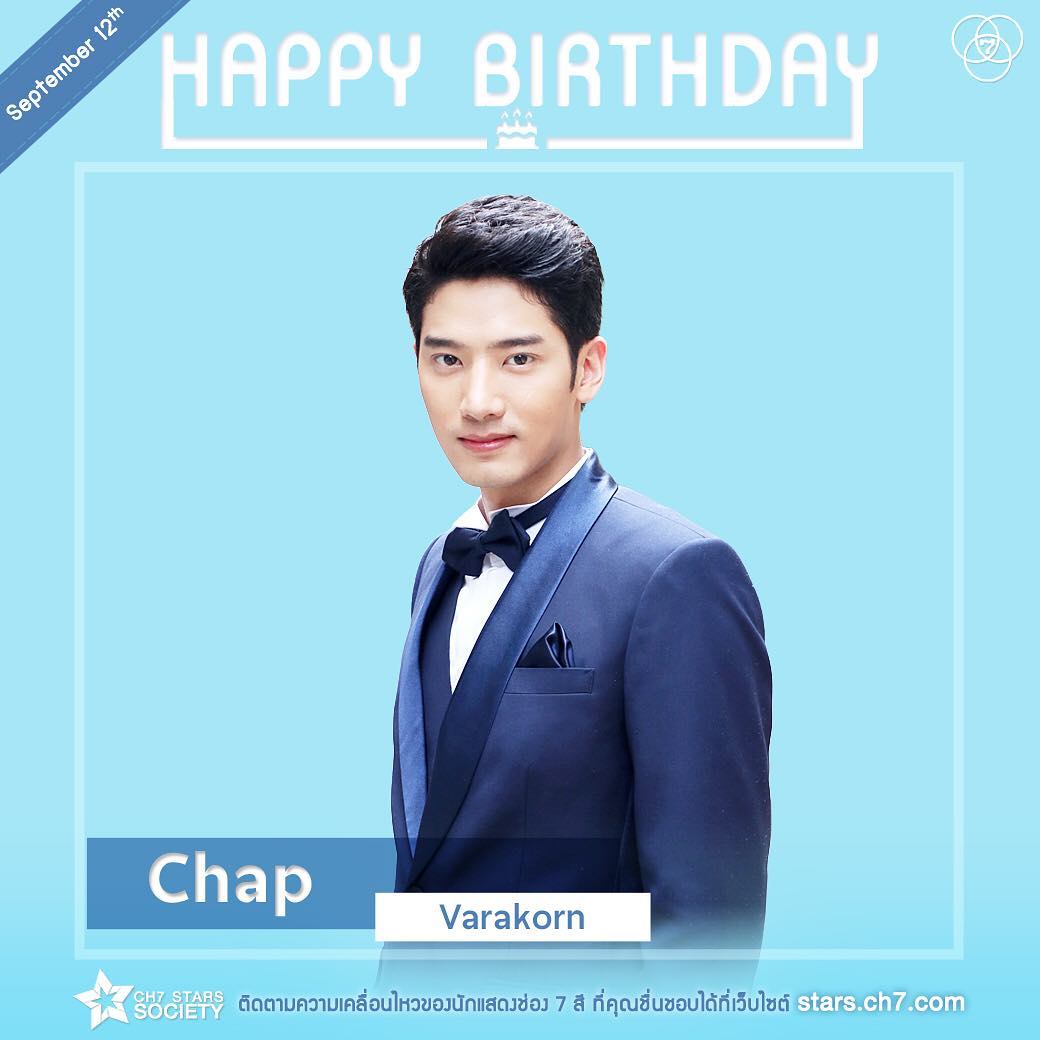 September 12th
HAPPY BIRTHDAY
7
Chap
Varakorn
CH7 STARS
SOCIETY
ติดตามความเคลื่อนไหวของนักแสดงช่อง 7 สี ที่คุณชื่นชอบได้ที่เว็บไซต์ stars.ch7.com